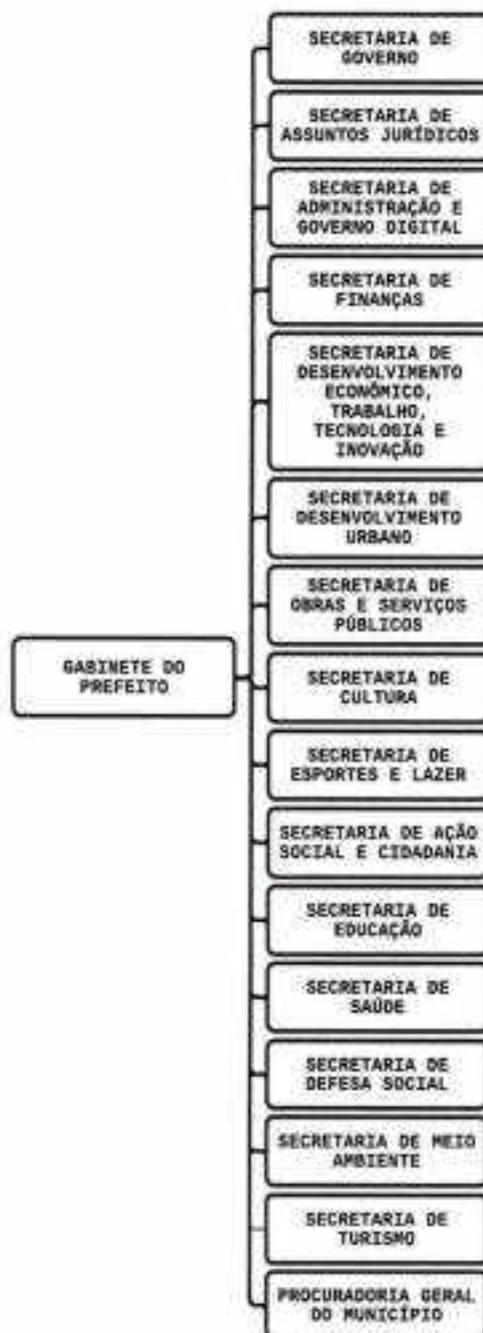 SECRETARIA DE
GOVERNO
SECRETARIA DE
ASSUNTOS JURÍDICOS
SECRETARIA DE
ADMINISTRAÇÃO E
GOVERNO DIGITAL
SECRETARIA DE
FINANÇAS
SECRETARIA DE
DESENVOLVIMENTO
ECONÔMICO,
TRABALHO,
TECNOLOGIA E
INOVAÇÃO
SECRETARIA DE
DESENVOLVIMENTO
URBANO
SECRETARIA DE
OBRAS E SERVIÇOS
PÚBLICOS
GABINETE DO
PREFEITO
SECRETARIA DE
CULTURA
SECRETARIA DE
ESPORTES E LAZER
SECRETARIA DE AÇÃO
SOCIAL E CIDADANIA
SECRETARIA DE
EDUCAÇÃO
SECRETARIA DE
SAÚDE
SECRETARIA DE
DEFESA SOCIAL
SECRETARIA DE MEIO
AMBIENTE
SECRETARIA DE
TURISMO
PROCURADORIA GERAL
DO MUNICÍPIO